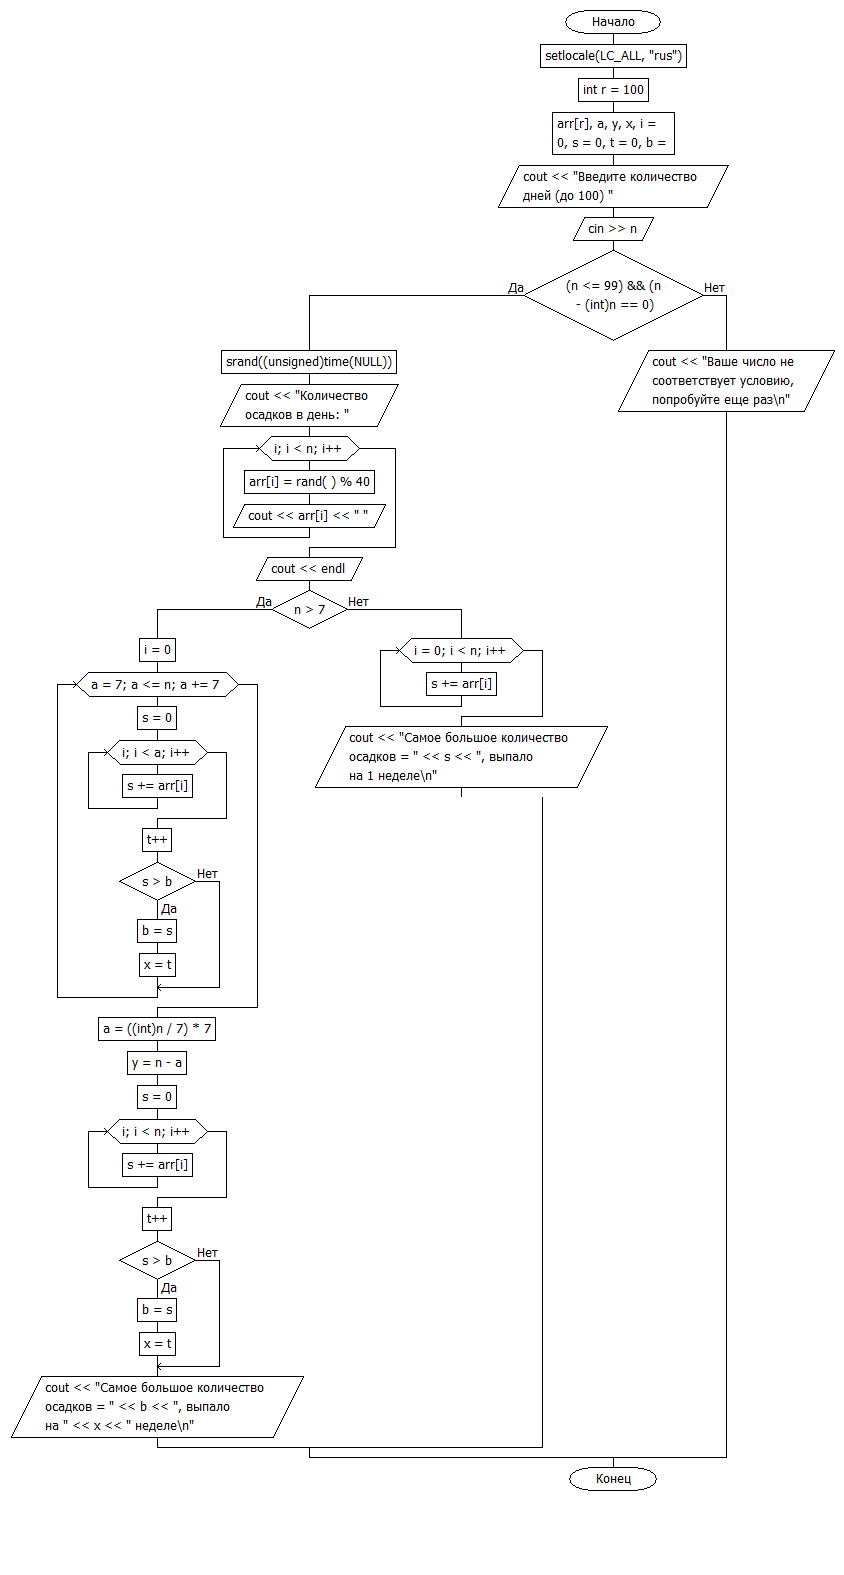 Начало
setlocale(LC_ALL, "rus")
int r = 100
arr[r], a, y, x, i =
0, s = 0, t = 0, b =
cout << "Введите количество
дней (до 100) "
cin >> n
(n <= 99) && (n
- (int)n == 0)
Да
Нет
srand((unsigned)time(NULL))
cout << "Количество
осадков в день: "
i; i < n; i++
arr[i] = rand( ) % 40
cout << arr[i] << " "
cout << endl
n > 7
Да
Нет
i = 0
a = 7; a <= n; a += 7
s = 0
i; i < a; i++
s += arr[i]
t++
s > b
Нет
Да
b = s
x = t
a = ((int)n / 7) * 7
y = n - a
s = 0
i; i < n; i++
s += arr[i]
t++
s > b
Нет
Да
b = s
x = t
cout << "Самое большое количество
осадков = " << b << ", выпало
на " << x << " неделе\n"
i = 0; i < n; i++
s += arr[i]
cout << "Самое большое количество
осадков = " << s << ", выпало
на 1 неделе\n"
cout << "Ваше число не
соответствует условию,
попробуйте еще раз\n"
Конец